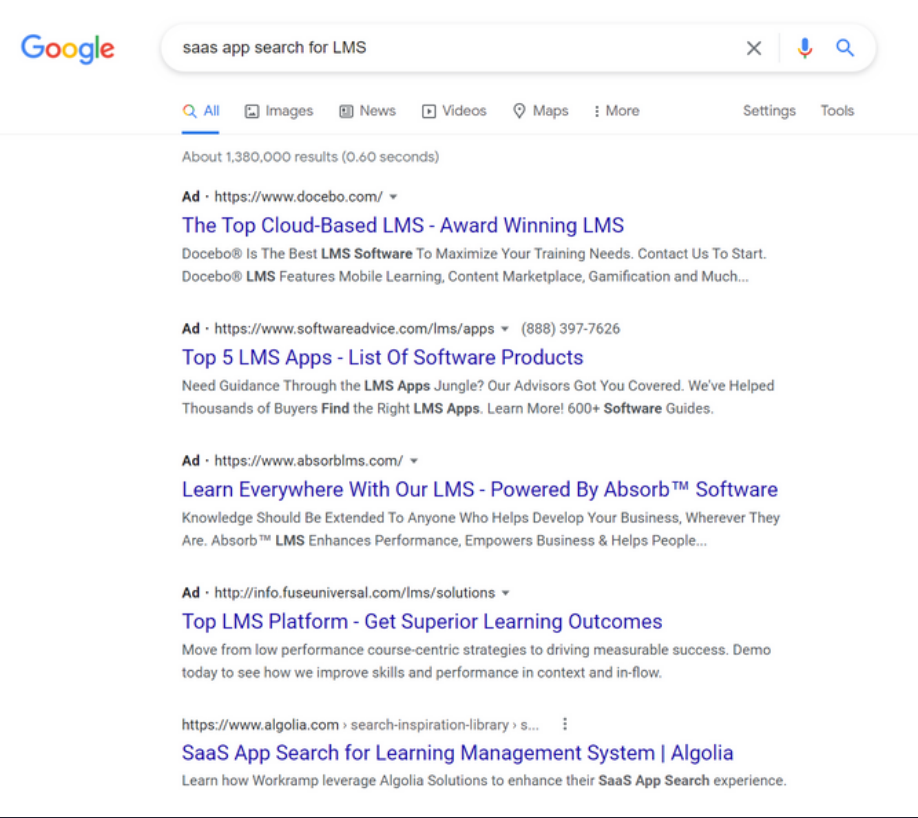 Google
saas app search for LMS
All Images News Videos Maps More Settings Tools
About 1,380,000 results (0.60 seconds)
Ad · https://www.docebo.com/
The Top Cloud-Based LMS - Award Winning LMS
Docebo® Is The Best LMS Software To Maximize Your Training Needs. Contact Us To Start.
Docebo® LMS Features Mobile Learning, Content Marketplace, Gamification and Much...
Ad · https://www.softwareadvice.com/lms/apps (888) 397-7626
Top 5 LMS Apps - List Of Software Products
Need Guidance Through the LMS Apps Jungle? Our Advisors Got You Covered. We've Helped
Thousands of Buyers Find the Right LMS Apps. Learn More! 600+ Software Guides.
Ad · https://www.absorblms.com/
Learn Everywhere With Our LMS - Powered By Absorb™ Software
Knowledge Should Be Extended To Anyone Who Helps Develop Your Business, Wherever They
Are. Absorb™ LMS Enhances Performance, Empowers Business & Helps People...
Ad · http://info.fuseuniversal.com/lms/solutions
Top LMS Platform - Get Superior Learning Outcomes
Move from low performance course-centric strategies to driving measurable success. Demo
today to see how we improve skills and performance in context and in-flow.
https://www.algolia.com › search-inspiration-library › s...
SaaS App Search for Learning Management System | Algolia
Learn how Workramp leverage Algolia Solutions to enhance their SaaS App Search experience.